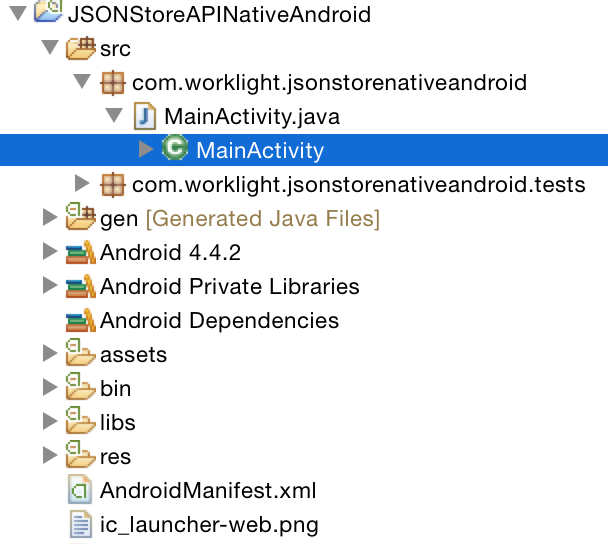 JSONStoreAPINativeAndroid
src
com.worklight.jsonstorenativeandroid
MainActivity.java
MainActivity
com.worklight.jsonstorenativeandroid.tests
gen [Generated Java Files]
Android 4.4.2
Android Private Libraries
Android Dependencies
assets
bin
libs
res
AndroidManifest.xml
ic_launcher-web.png